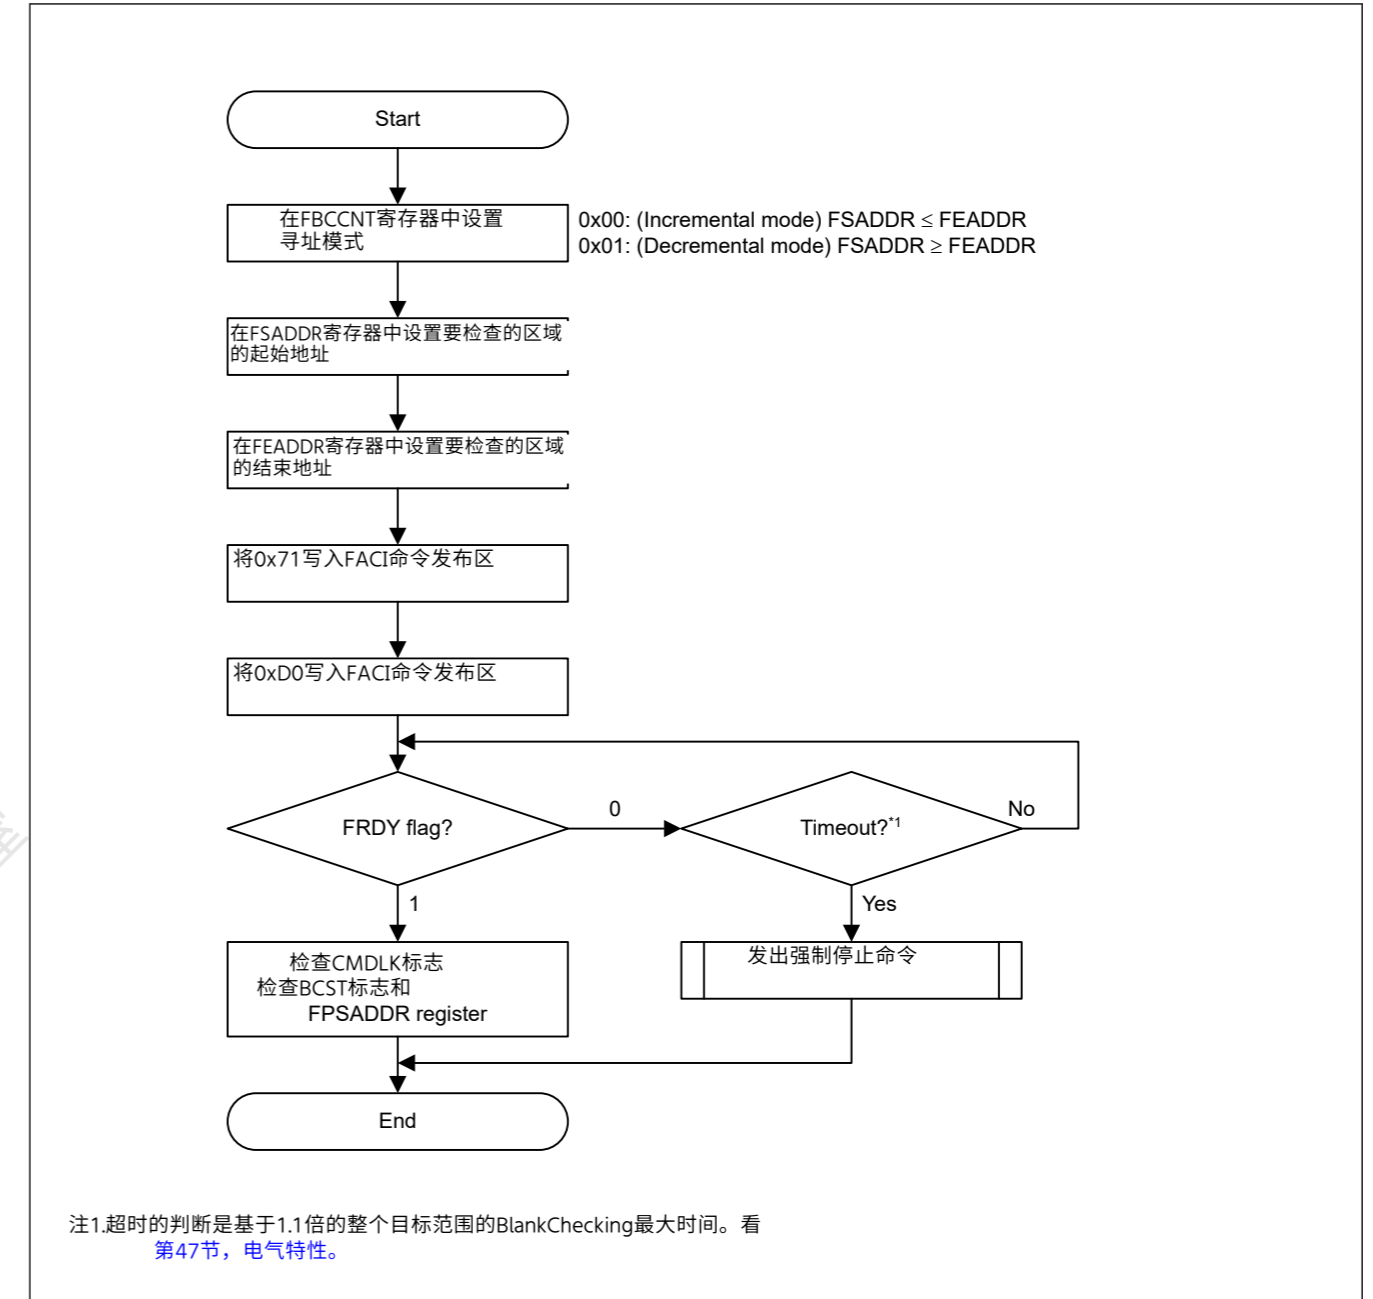 Start
在FBCCNT寄存器中设置
寻址模式
0x00: (Incremental mode) FSADDR ≤ FEADDR
0x01: (Decremental mode) FSADDR ≥ FEADDR
在FSADDR寄存器中设置要检查的区域
的起始地址
在FEADDR寄存器中设置要检查的区域
的结束地址
将0x71写入FACI命令发布区
将0xD0写入FACI命令发布区
FRDY flag?
0
Timeout?*1
No
1
Yes
检查CMDLK标志
检查BCST标志和
FPSADDR register
发出强制停止命令
End
注1.超时的判断是基于1.1倍的整个目标范围的BlankChecking最大时间。看
第47节，电气特性。